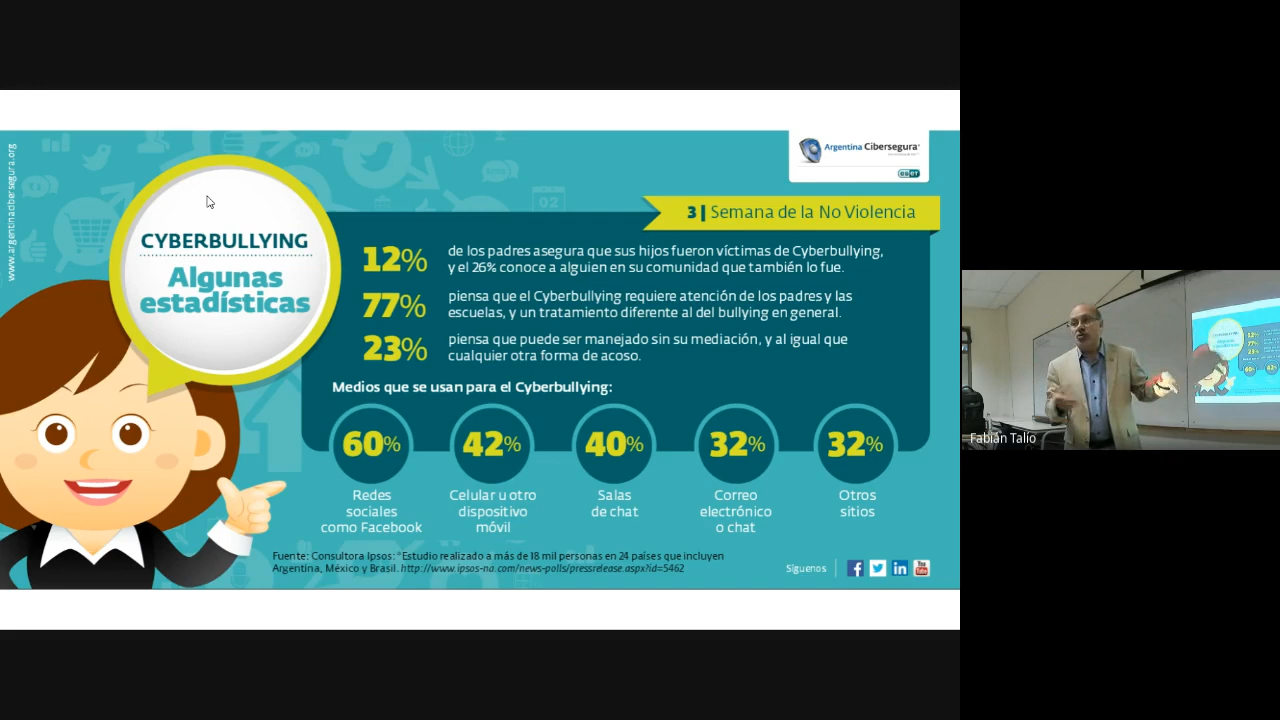 www.argentinacibersegura.org
Argentina Cibersegura
eset
3 | Semana de la No Violencia
CYBERBULLYING
Algunas
estadísticas
12% de los padres asegura que sus hijos fueron víctimas de Cyberbullying,
y el 26% conoce a alguien en su comunidad que también lo fue.
77% piensa que el Cyberbullying requiere atención de los padres y las
escuelas, y un tratamiento diferente al del bullying en general.
23% piensa que puede ser manejado sin su mediación, y al igual que
cualquier otra forma de acoso.
Medios que se usan para el Cyberbullying:
60%
Redes
sociales
como Facebook
42%
Celular u otro
dispositivo
móvil
40%
Salas
de chat
32%
Correo
electrónico
o chat
32%
Otros
sitios
Fuente: Consultora Ipsos: "Estudio realizado a más de 18 mil personas en 24 países que incluyen
Argentina, México y Brasil. http://www.ipsos-na.com/news-polls/pressrelease.aspx?id=5462
Síguenos
02
Fabián Talio